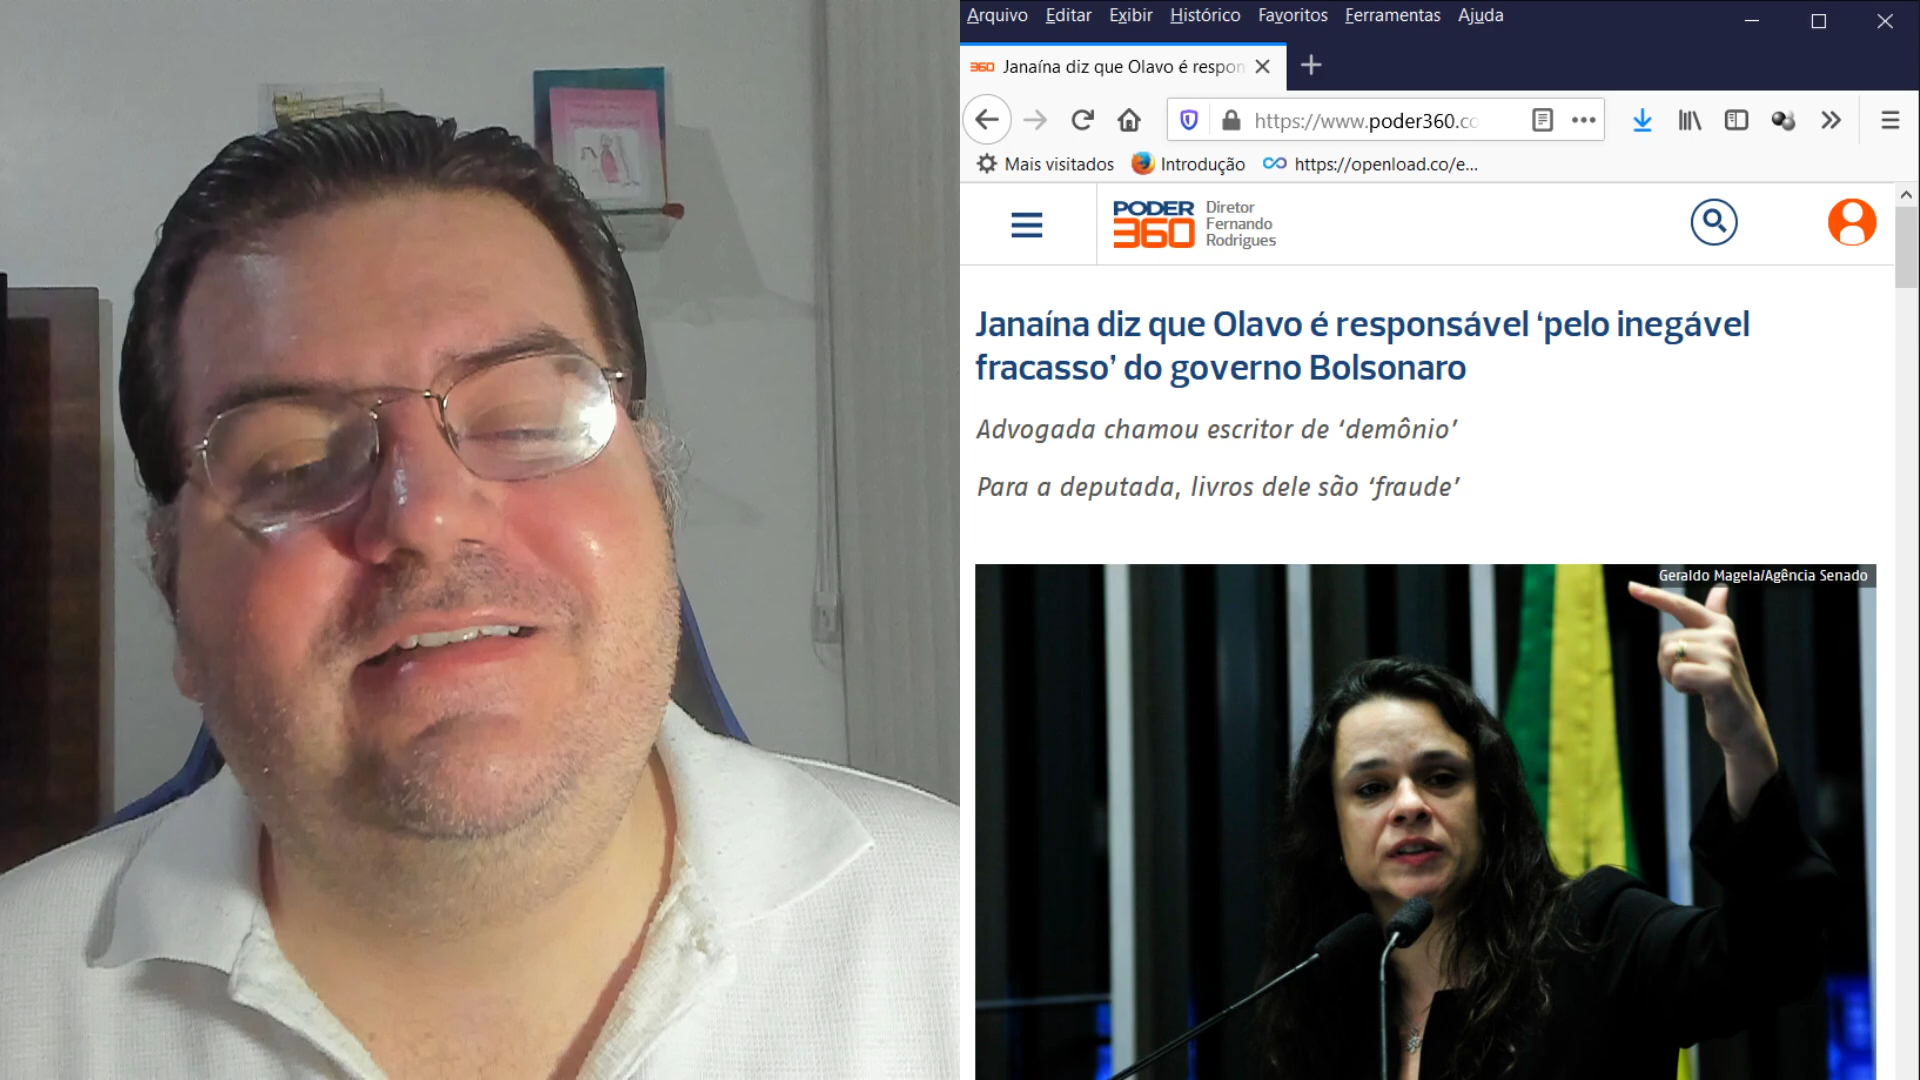 Arquivo Editar Exibir Histórico Favoritos Ferramentas Ajuda
360 Janaína diz que Olavo é respon
https://www.poder360.co
Mais visitados Introdução https://openload.co/e...
PODER
360
Diretor
Fernando
Rodrigues
Janaína diz que Olavo é responsável ‘pelo inegável
fracasso’ do governo Bolsonaro
Advogada chamou escritor de ‘demônio’
Para a deputada, livros dele são ‘fraude’
Geraldo Magela/Agência Senado